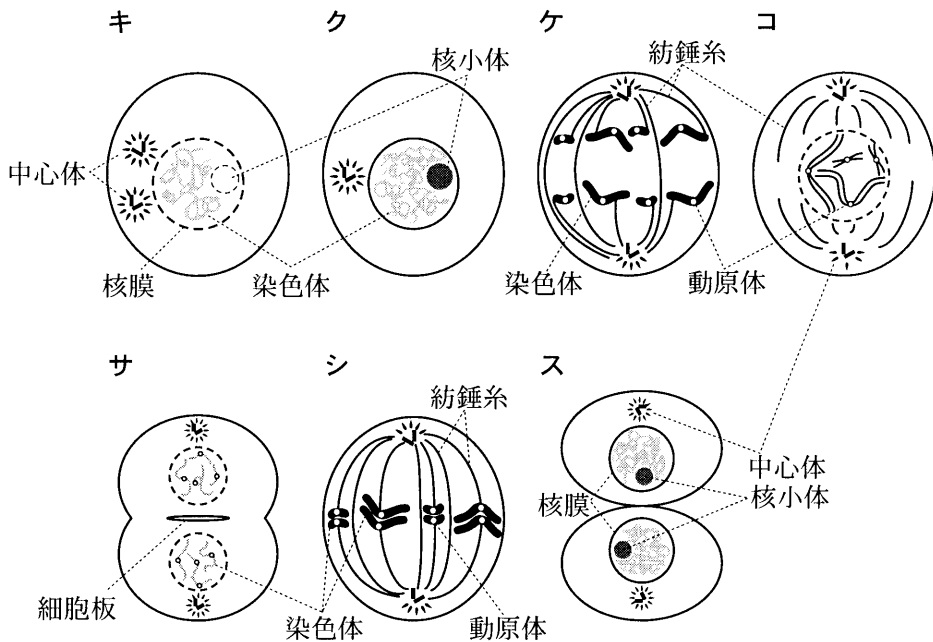 キ
ク
ケ
コ
核小体
紡錘糸
中心体
核膜
染色体
染色体
動原体
サ
シ
ス
紡錘糸
中心体
核小体
核膜
細胞板
染色体
動原体